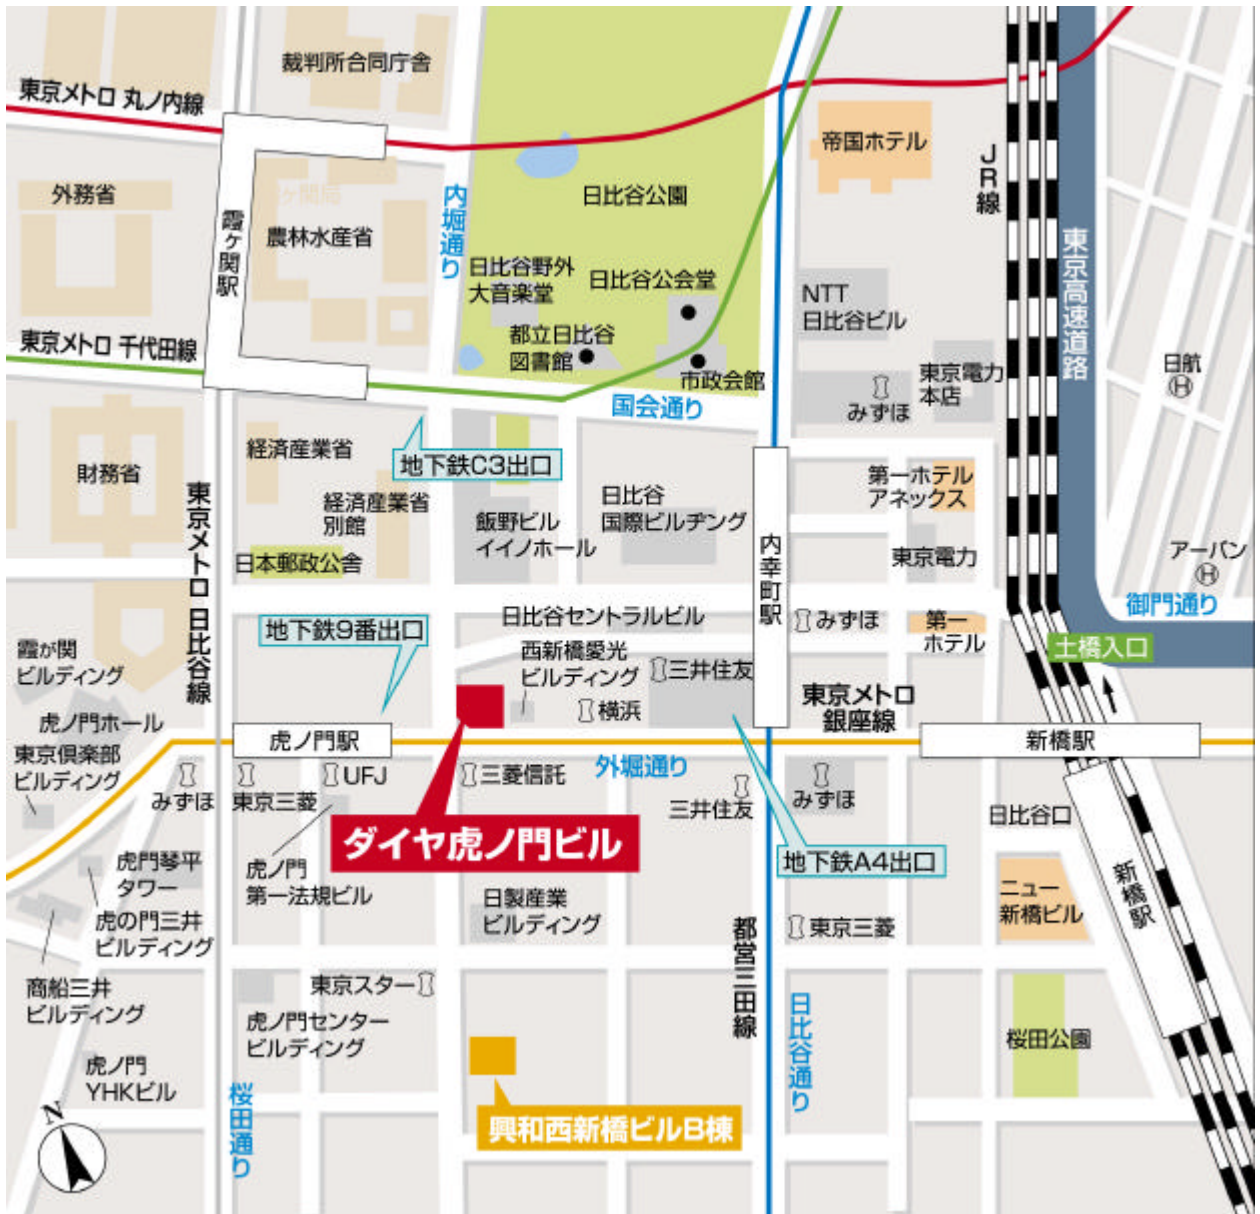 裁判所合同庁舎
東京メトロ 丸ノ内線
帝国ホテル
JR線
外務省
日比谷公園
霞ヶ関駅
農林水産省
内堀通り
東京高速道路
日比谷野外
大音楽堂
日比谷公会堂
NTT
日比谷ビル
東京メトロ 千代田線
都立日比谷
図書館
市政会館
東京電力
本店
日航
H
みずほ
国会通り
経済産業省
地下鉄C3出口
財務省
第一ホテル
アネックス
東京メトロ 日比谷線
経済産業省
別館
飯野ビル
イイノホール
日比谷
国際ビルヂング
内幸町駅
日本郵政公舎
東京電力
アーバン
H
御門通り
地下鉄9番出口
日比谷セントラルビル
みずほ
第一
ホテル
土橋入口
霞が関
ビルディング
西新橋愛光
ビルディング
三井住友
東京メトロ
銀座線
虎ノ門ホール
横浜
東京倶楽部
ビルディング
虎ノ門駅
新橋駅
外堀通り
みずほ
東京三菱
UFJ
三菱信託
三井住友
みずほ
日比谷口
ダイヤ虎ノ門ビル
地下鉄A4出口
虎門琴平
タワー
虎ノ門
第一法規ビル
新橋駅
ニュー
新橋ビル
虎の門三井
ビルディング
日製産業
ビルディング
都営三田線
東京三菱
商船三井
ビルディング
東京スター
日比谷通り
虎ノ門センター
ビルディング
桜田公園
虎ノ門
YHKビル
桜田通り
興和西新橋ビルB棟
N